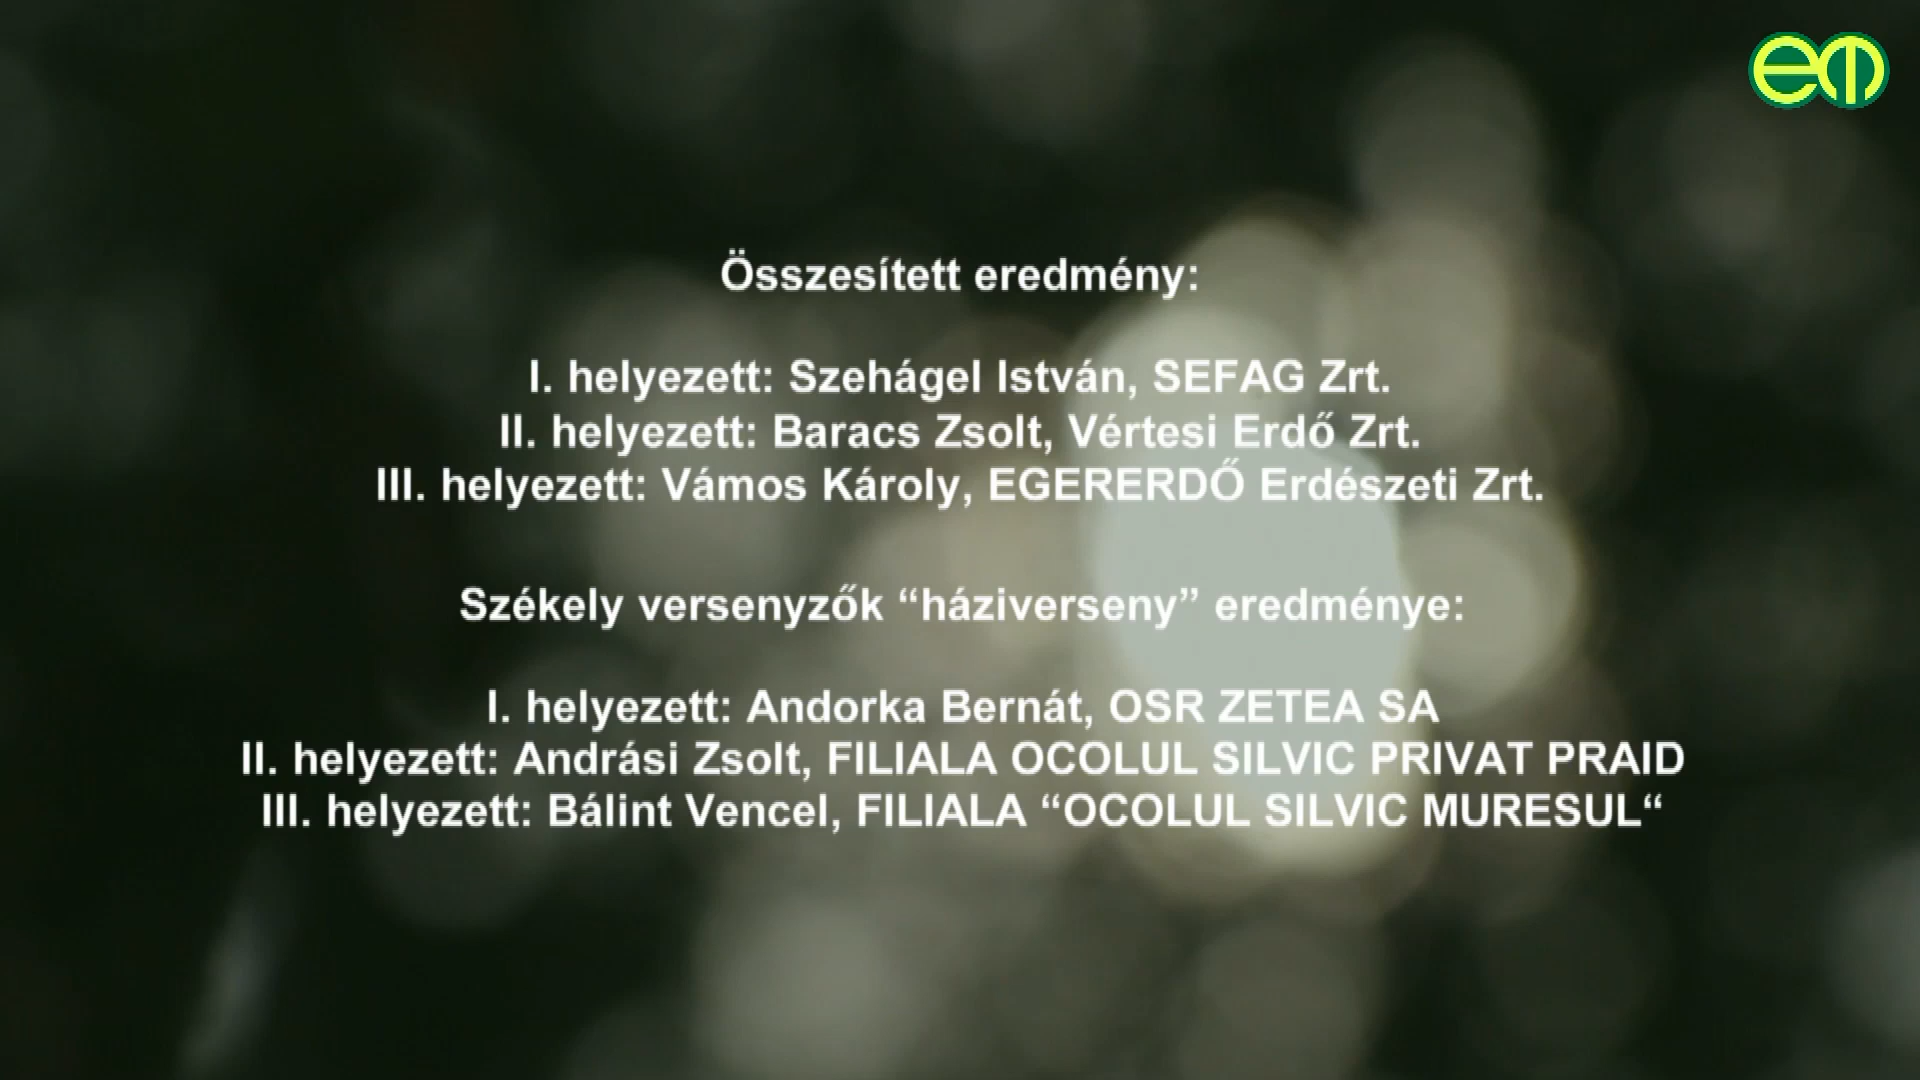 em
Összesített eredmény:
I. helyezett: Szehágel István, SEFAG Zrt.
II. helyezett: Baracs Zsolt, Vértesi Erdő Zrt.
III. helyezett: Vámos Károly, EGERERDŐ Erdészeti Zrt.
Székely versenyzők “háziverseny” eredménye:
I. helyezett: Andorka Bernát, OSR ZETEA SA
II. helyezett: Andrási Zsolt, FILIALA OCOLUL SILVIC PRIVAT PRAID
III. helyezett: Bálint Vencel, FILIALA “OCOLUL SILVIC MURESUL“